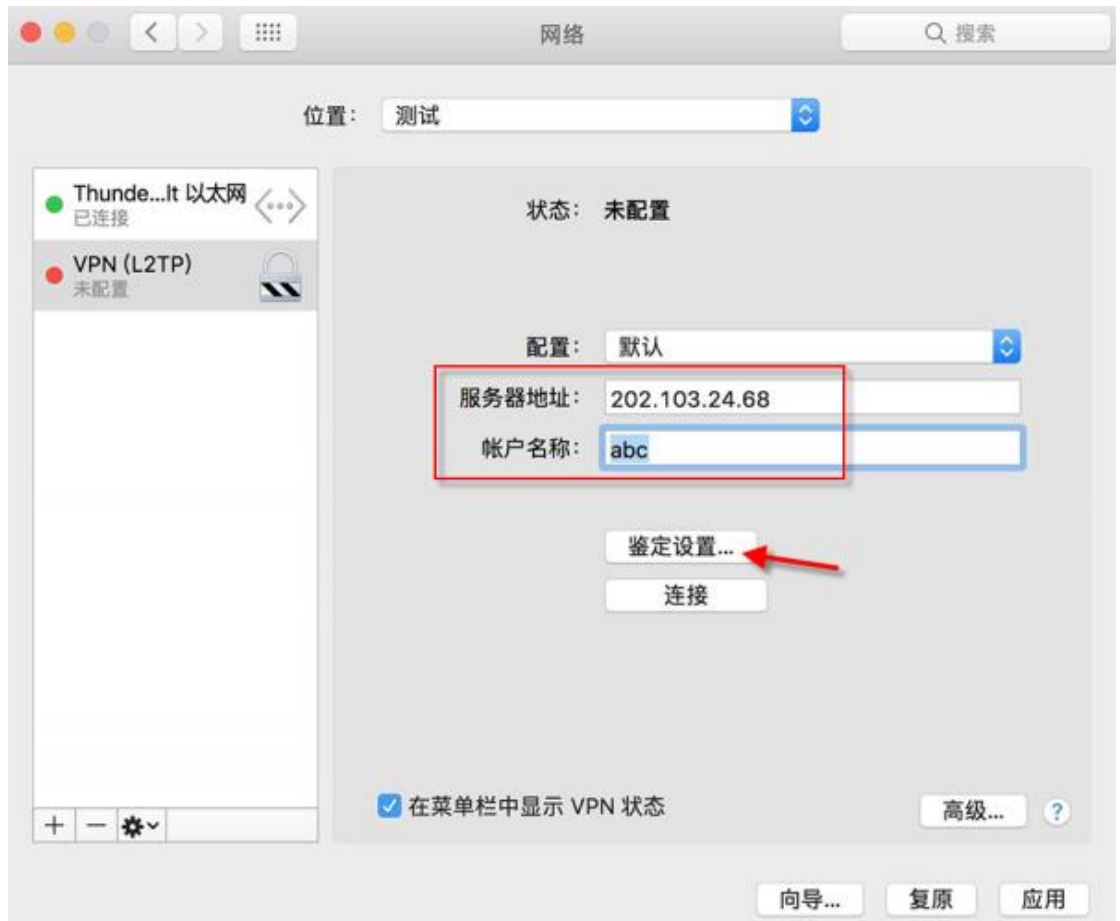 网络
搜索
位置：
测试
Thunde...lt 以太网
已连接
VPN (L2TP)
未配置
状态： 未配置
配置： 默认
服务器地址： 202.103.24.68
帐户名称： abc
鉴定设置...
连接
在菜单栏中显示 VPN 状态
高级... ?
向导... 复原 应用